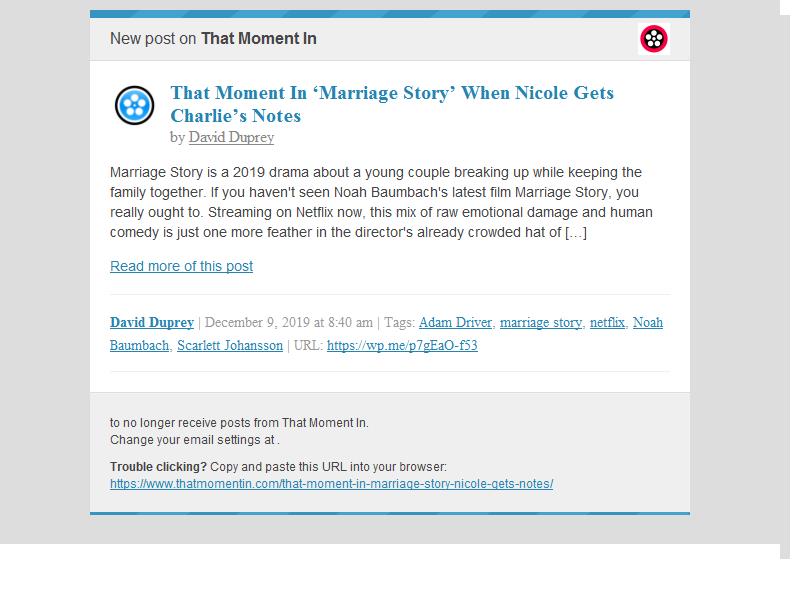 New post on That Moment In
That Moment In ‘Marriage Story’ When Nicole Gets
Charlie’s Notes
by David Duprey
Marriage Story is a 2019 drama about a young couple breaking up while keeping the
family together. If you haven't seen Noah Baumbach's latest film Marriage Story, you
really ought to. Streaming on Netflix now, this mix of raw emotional damage and human
comedy is just one more feather in the director's already crowded hat of […]
Read more of this post
David Duprey | December 9, 2019 at 8:40 am | Tags: Adam Driver, marriage story, netflix, Noah
Baumbach, Scarlett Johansson | URL: https://wp.me/p7gEaO-f53
to no longer receive posts from That Moment In.
Change your email settings at .
Trouble clicking? Copy and paste this URL into your browser:
https://www.thatmomentin.com/that-moment-in-marriage-story-nicole-gets-notes/